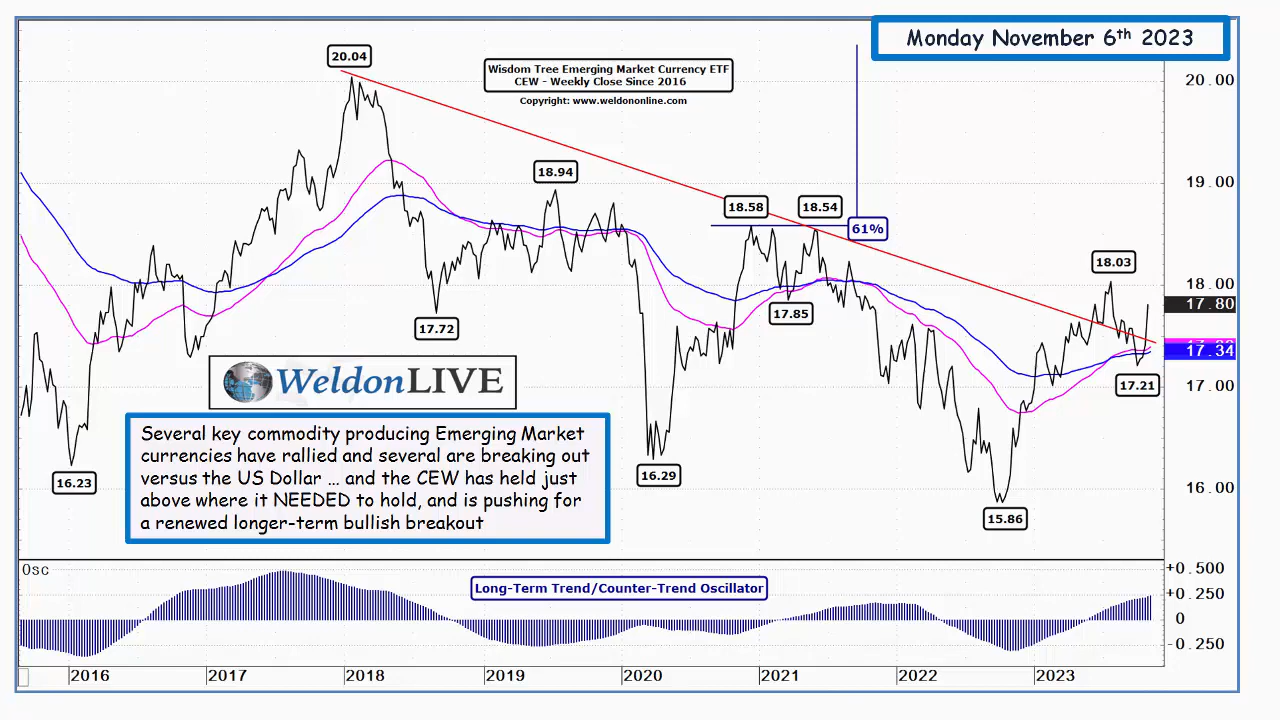 Monday November 6th 2023
20.04
Wisdom Tree Emerging Market Currency ETF
CEW - Weekly Close Since 2016
Copyright: www.weldononline.com
20.00
19.00
18.94
18.58
18.54
61%
18.03
18.00
17.80
17.85
17.72
17.34
17.21
17.00
WeldonLIVE
Several key commodity producing Emerging Market
currencies have rallied and several are breaking out
versus the US Dollar … and the CEW has held just
above where it NEEDED to hold, and is pushing for
a renewed longer-term bullish breakout
16.23
16.29
16.00
15.86
Osc
Long-Term Trend/Counter-Trend Oscillator
+0.500
+0.250
0
-0.250
2016
2017
2018
2019
2020
2021
2022
2023